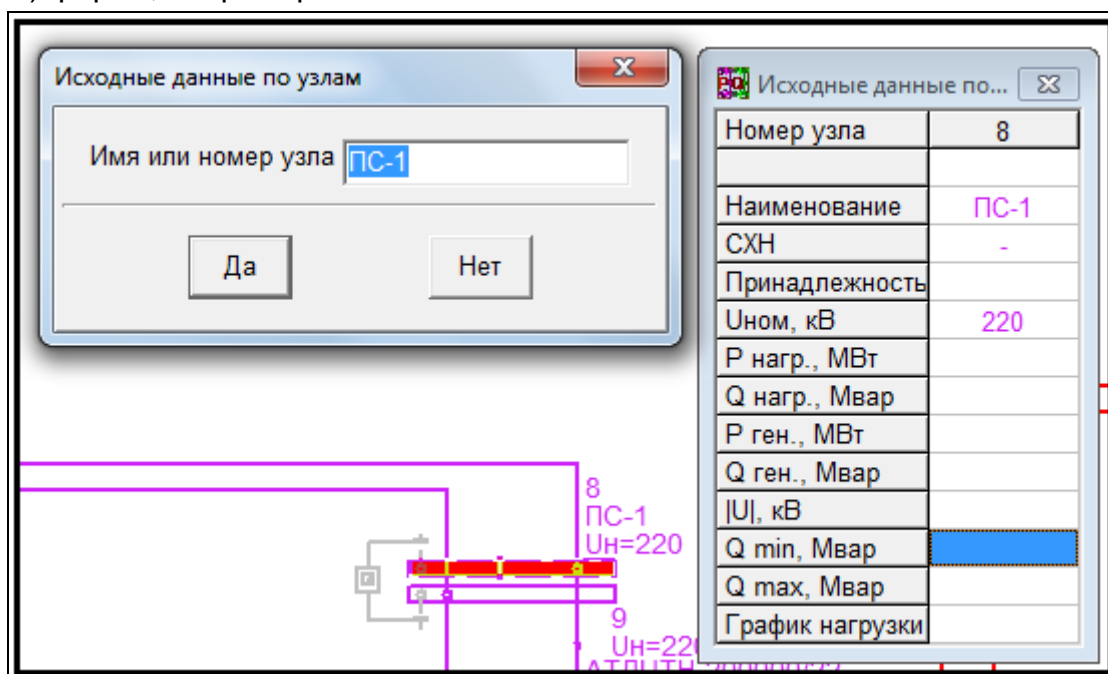 Исходные данные по узлам
Имя или номер узла ПС-1
Да
Нет
Исходные данные по...
Номер узла 8
Наименование ПС-1
СХН -
Принадлежность
Uном, кВ 220
P нагр., МВт
Q нагр., Мвар
P ген., МВт
Q ген., Мвар
|U|, кВ
Q min, Мвар
Q max, Мвар
График нагрузки
8
ПС-1
Uн=220
9
Uн=22